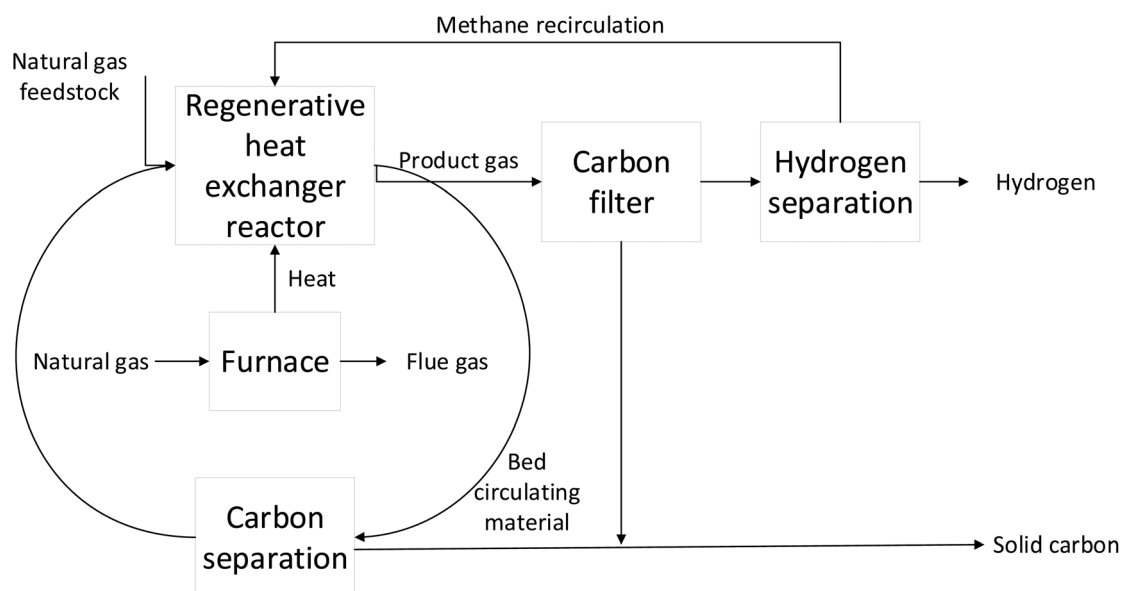 Methane recirculation
Natural gas
feedstock
Regenerative
heat
exchanger
reactor
Product gas
Carbon
filter
Hydrogen
separation
Hydrogen
Heat
Natural gas
Furnace
Flue gas
Bed
circulating
material
Carbon
separation
Solid carbon